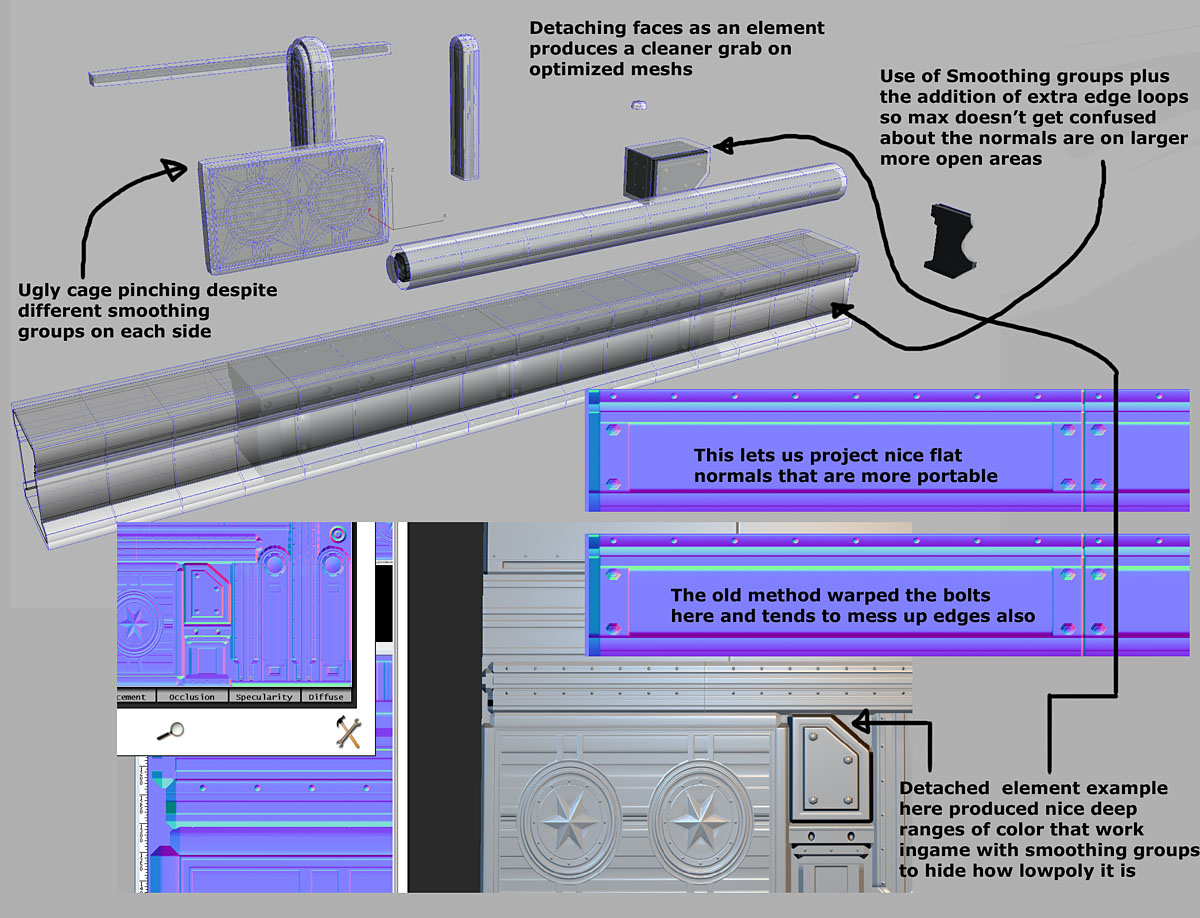 Detaching faces as an element
produces a cleaner grab on
optimized meshs
Use of Smoothing groups plus
the addition of extra edge loops
so max doesn't get confused
about the normals are on larger
more open areas
Ugly cage pinching despite
different smoothing
groups on each side
This lets us project nice flat
normals that are more portable
The old method warped the bolts
here and tends to mess up edges also
cement Occlusion Specularity Diffuse
Detached element example
here produced nice deep
ranges of color that work
ingame with smoothing groups
to hide how lowpoly it is